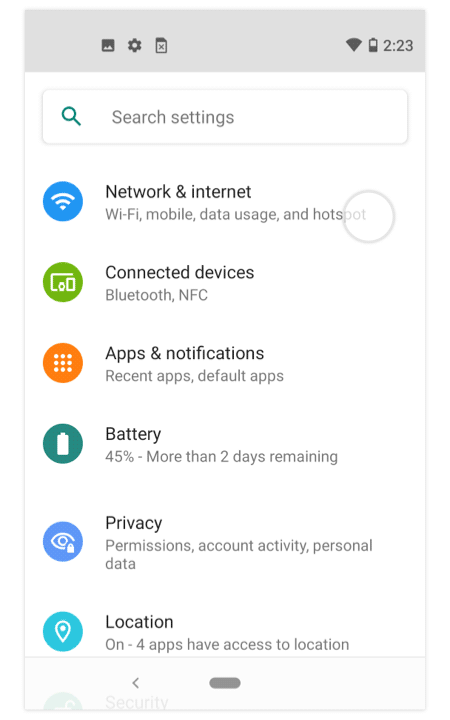 2:23
Search settings
Network & internet
Wi-Fi, mobile, data usage, and hotspot
Connected devices
Bluetooth, NFC
Apps & notifications
Recent apps, default apps
Battery
45% - More than 2 days remaining
Privacy
Permissions, account activity, personal
data
Location
On - 4 apps have access to location
Security